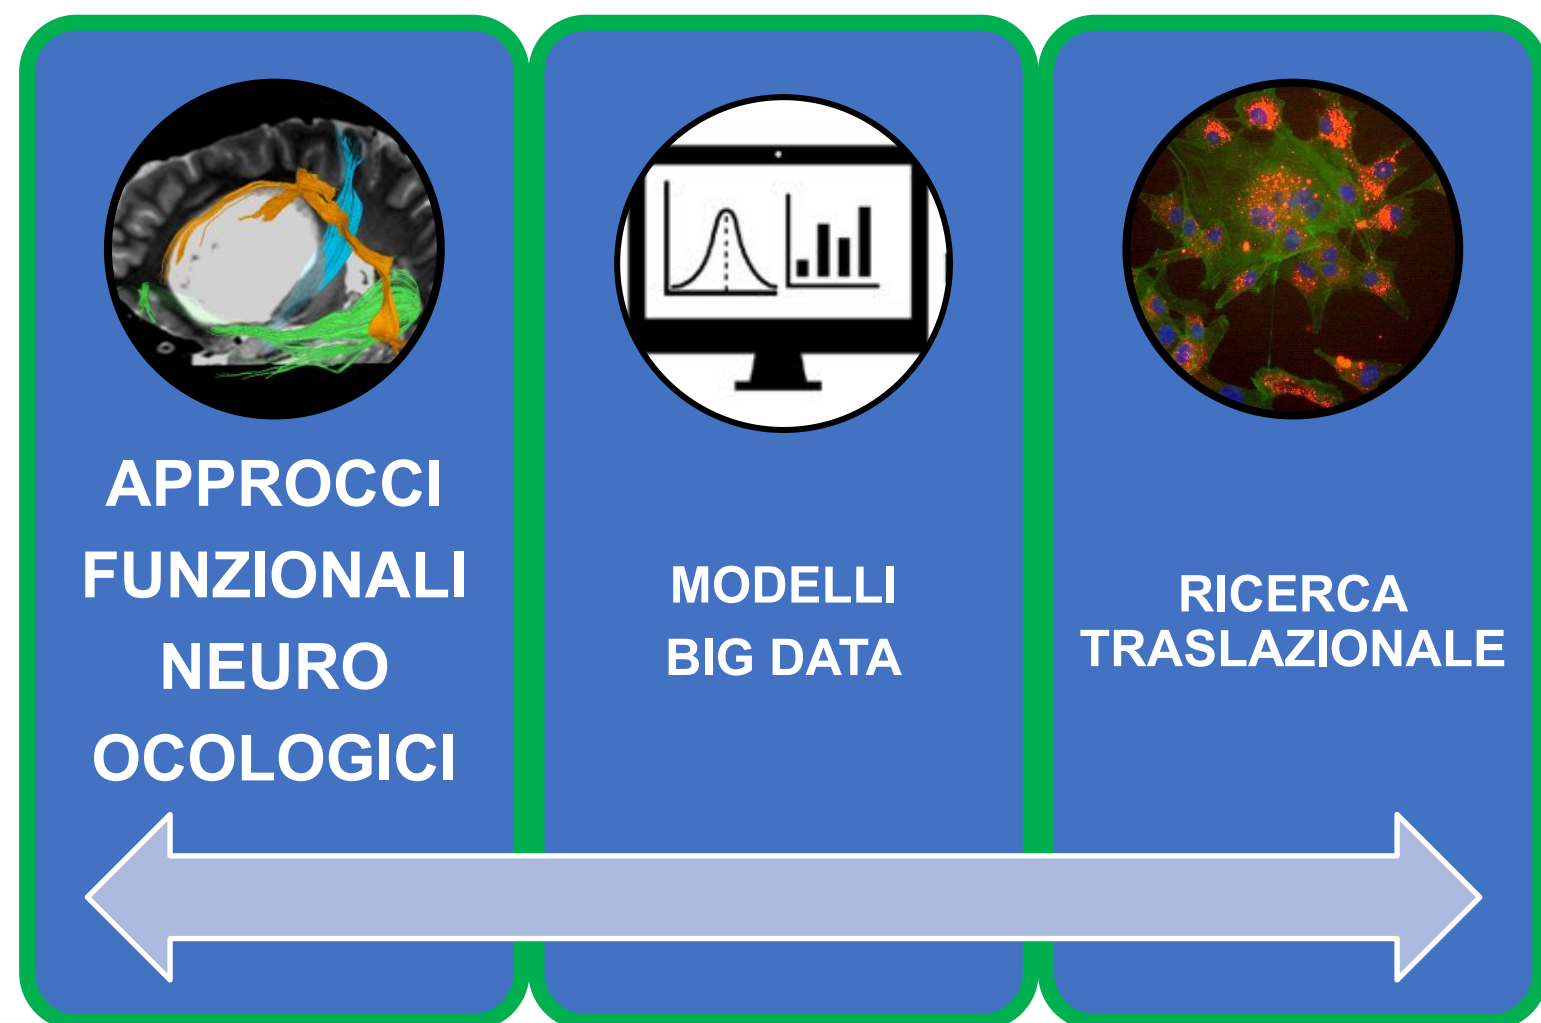 APPROCCI
FUNZIONALI
NEURO
OCOLOGICI
MODELLI
BIG DATA
RICERCA
TRASLAZIONALE